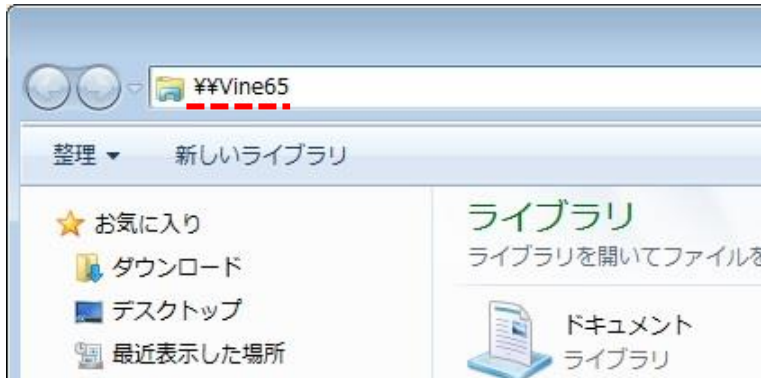 ¥¥Vine65
整理 新しいライブラリ
お気に入り
ダウンロード
デスクトップ
最近表示した場所
ライブラリ
ライブラリを開いてファイルを
ドキュメント
ライブラリ